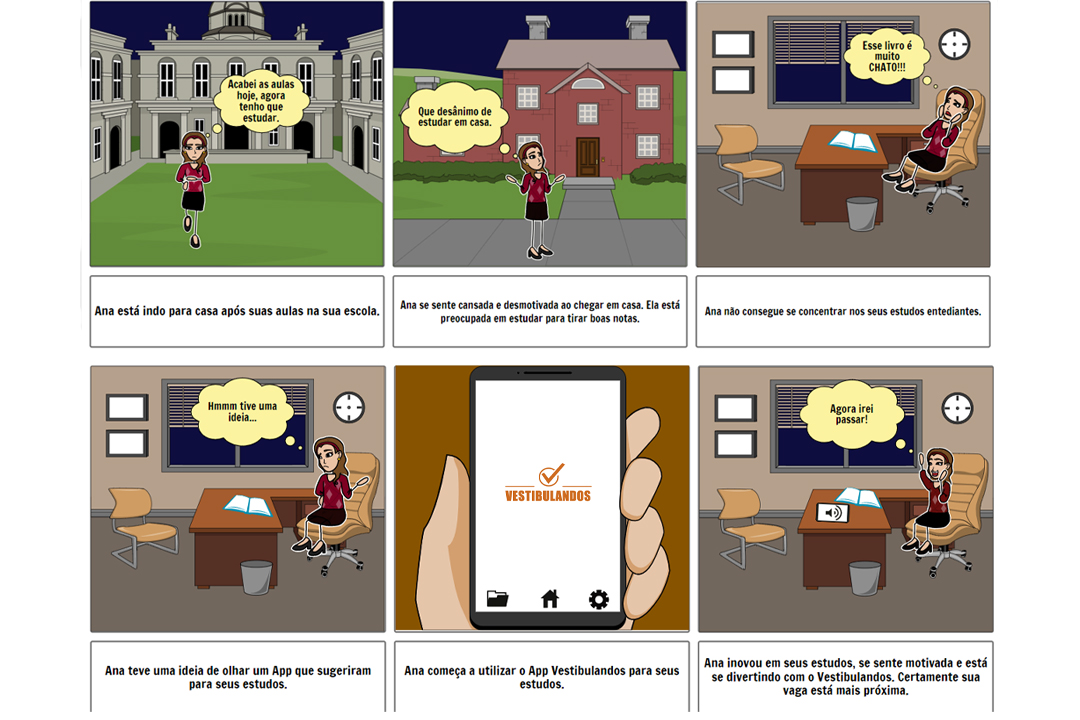 Acabei as aulas
hoje, agora
tenho que
estudar.
Que desânimo de
estudar em casa.
Esse livro é
muito
CHATO!!!
Ana está indo para casa após suas aulas na sua escola.
Ana se sente cansada e desmotivada ao chegar em casa. Ela está
preocupada em estudar para tirar boas notas.
Ana não consegue se concentrar nos seus estudos entediantes.
Hmmm tive uma
ideia...
VESTIBULANDOS
Agora irei
passar!
Ana teve uma ideia de olhar um App que sugeriram
para seus estudos.
Ana começa a utilizar o App Vestibulandos para seus
estudos.
Ana inovou em seus estudos, se sente motivada e está
se divertindo com o Vestibulandos. Certamente sua
vaga está mais próxima.